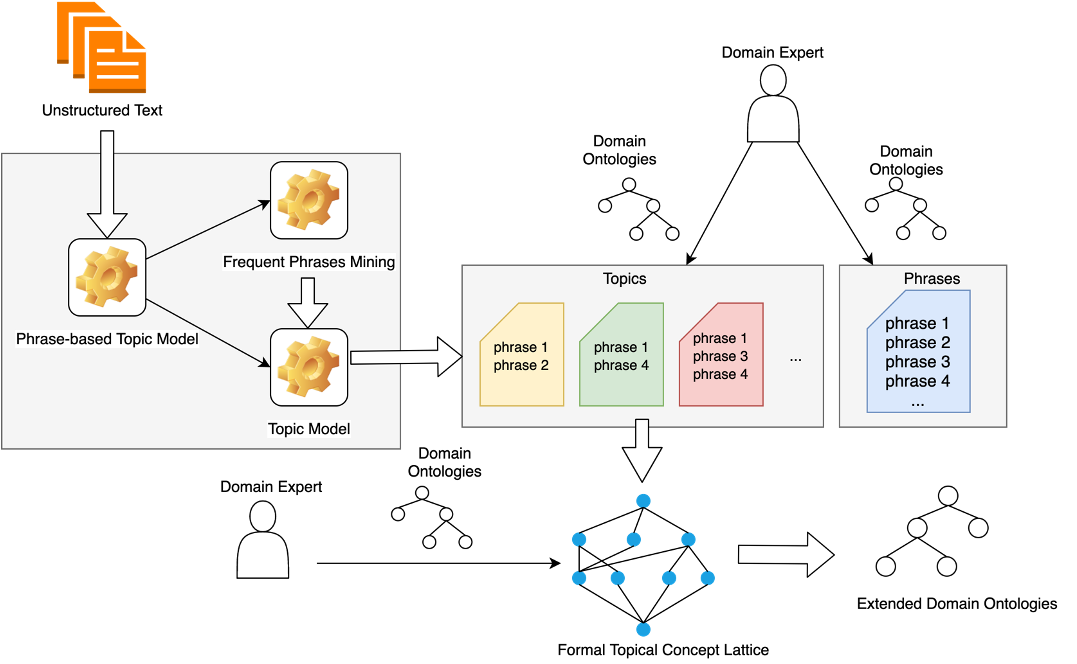 Unstructured Text
Domain Expert
Domain
Ontologies
Domain
Ontologies
Frequent Phrases Mining
Phrase-based Topic Model
Topic Model
Topics
phrase 1
phrase 2
phrase 1
phrase 4
phrase 1
phrase 3
phrase 4
...
Phrases
phrase 1
phrase 2
phrase 3
phrase 4
...
Domain Expert
Domain
Ontologies
Formal Topical Concept Lattice
Extended Domain Ontologies